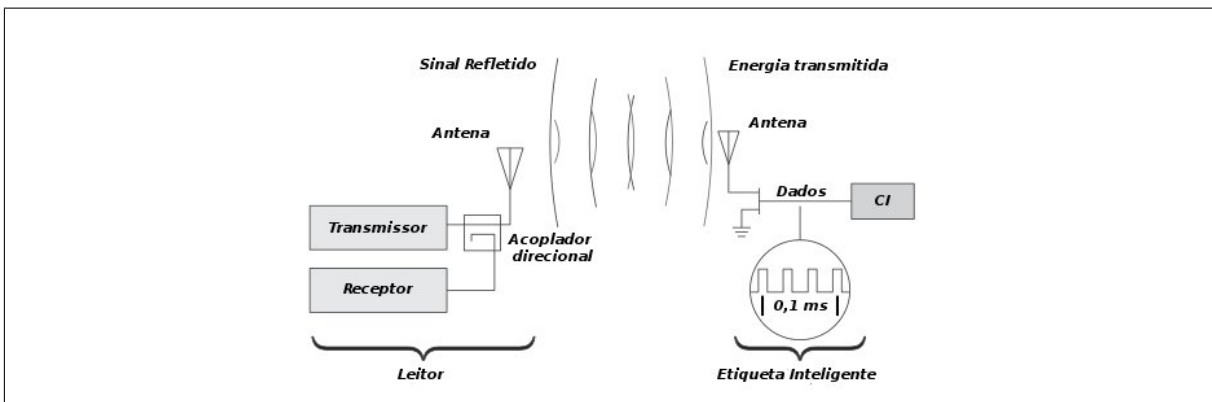 Sinal Refletido
Energia transmitida
Antena
Antena
Dados
CI
Transmissor
Acoplador
direcional
Receptor
0,1 ms
Leitor
Etiqueta Inteligente